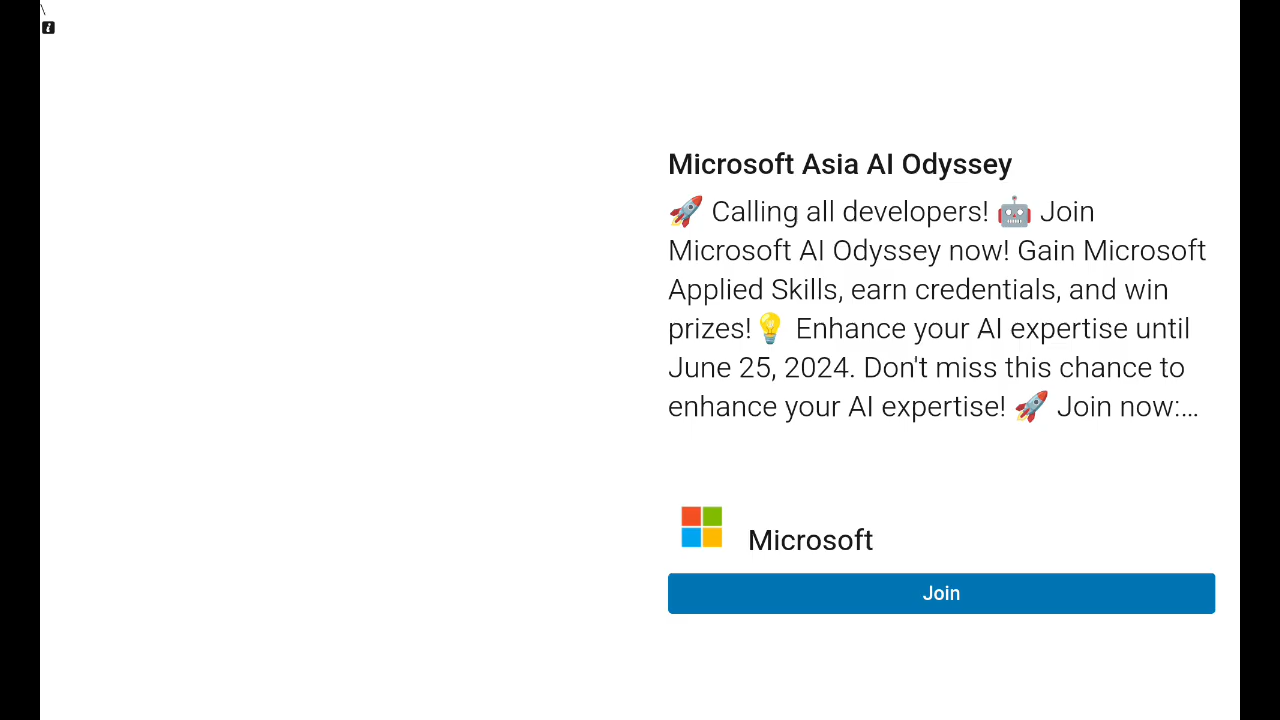 \
i
Microsoft Asia AI Odyssey
🚀 Calling all developers! 🤖 Join
Microsoft AI Odyssey now! Gain Microsoft
Applied Skills, earn credentials, and win
prizes!💡 Enhance your AI expertise until
June 25, 2024. Don't miss this chance to
enhance your AI expertise! 🚀 Join now:...
Microsoft
Join